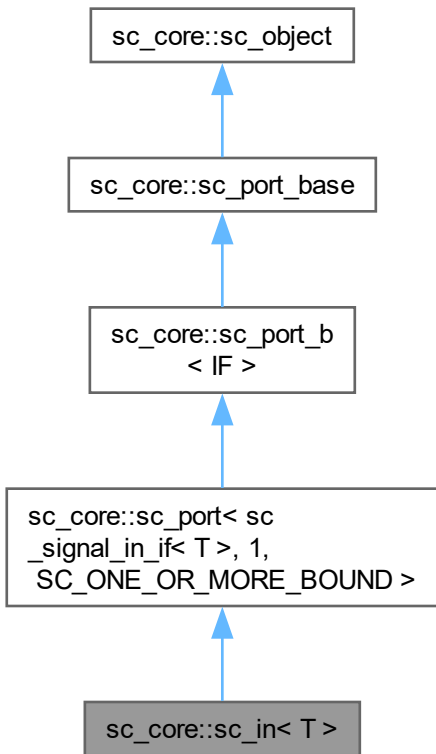 sc_core::sc_object
sc_core::sc_port_base
sc_core::sc_port_b
< IF >
sc_core::sc_port< sc
_signal_in_if< T >, 1,
SC_ONE_OR_MORE_BOUND >
sc_core::sc_in< T >